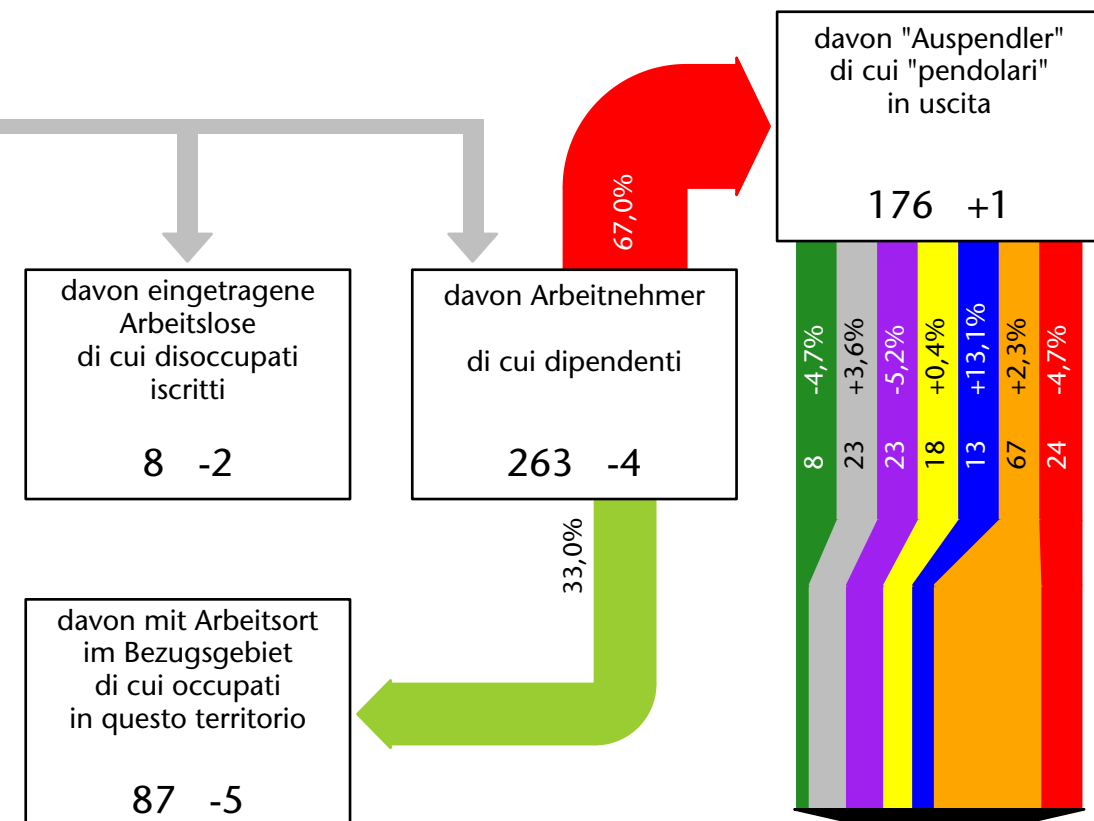 davon "Auspendler"
di cui "pendolari"
in uscita
176 +1
67,0%
davon eingetragene
Arbeitslose
di cui disoccupati
iscritti
8 -2
davon Arbeitnehmer
di cui dipendenti
263 -4
8 -4,7%
23 +3,6%
23 -5,2%
18 +0,4%
13 +13,1%
67 +2,3%
24 -4,7%
33,0%
davon mit Arbeitsort
im Bezugsgebiet
di cui occupati
in questo territorio
87 -5